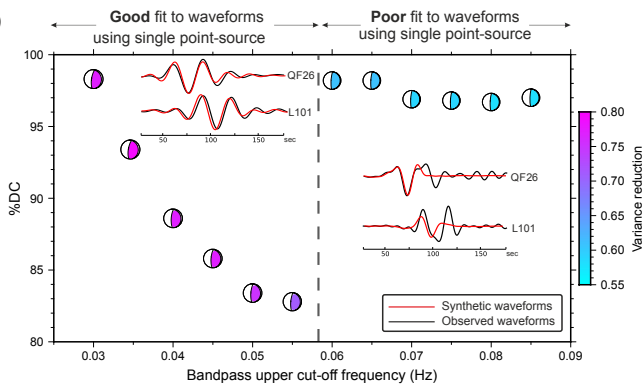 Good fit to waveforms
using single point-source
Poor fit to waveforms
using single point-source
)
100
95
90
85
80
%DC
QF26
L101
50
100
150
sec
QF26
L101
50
100
150
sec
Synthetic waveforms
Observed waveforms
0.03
0.04
0.05
0.06
0.07
0.08
0.09
Bandpass upper cut-off frequency (Hz)
0.80
0.75
0.70
0.65
0.60
0.55
Variance reduction